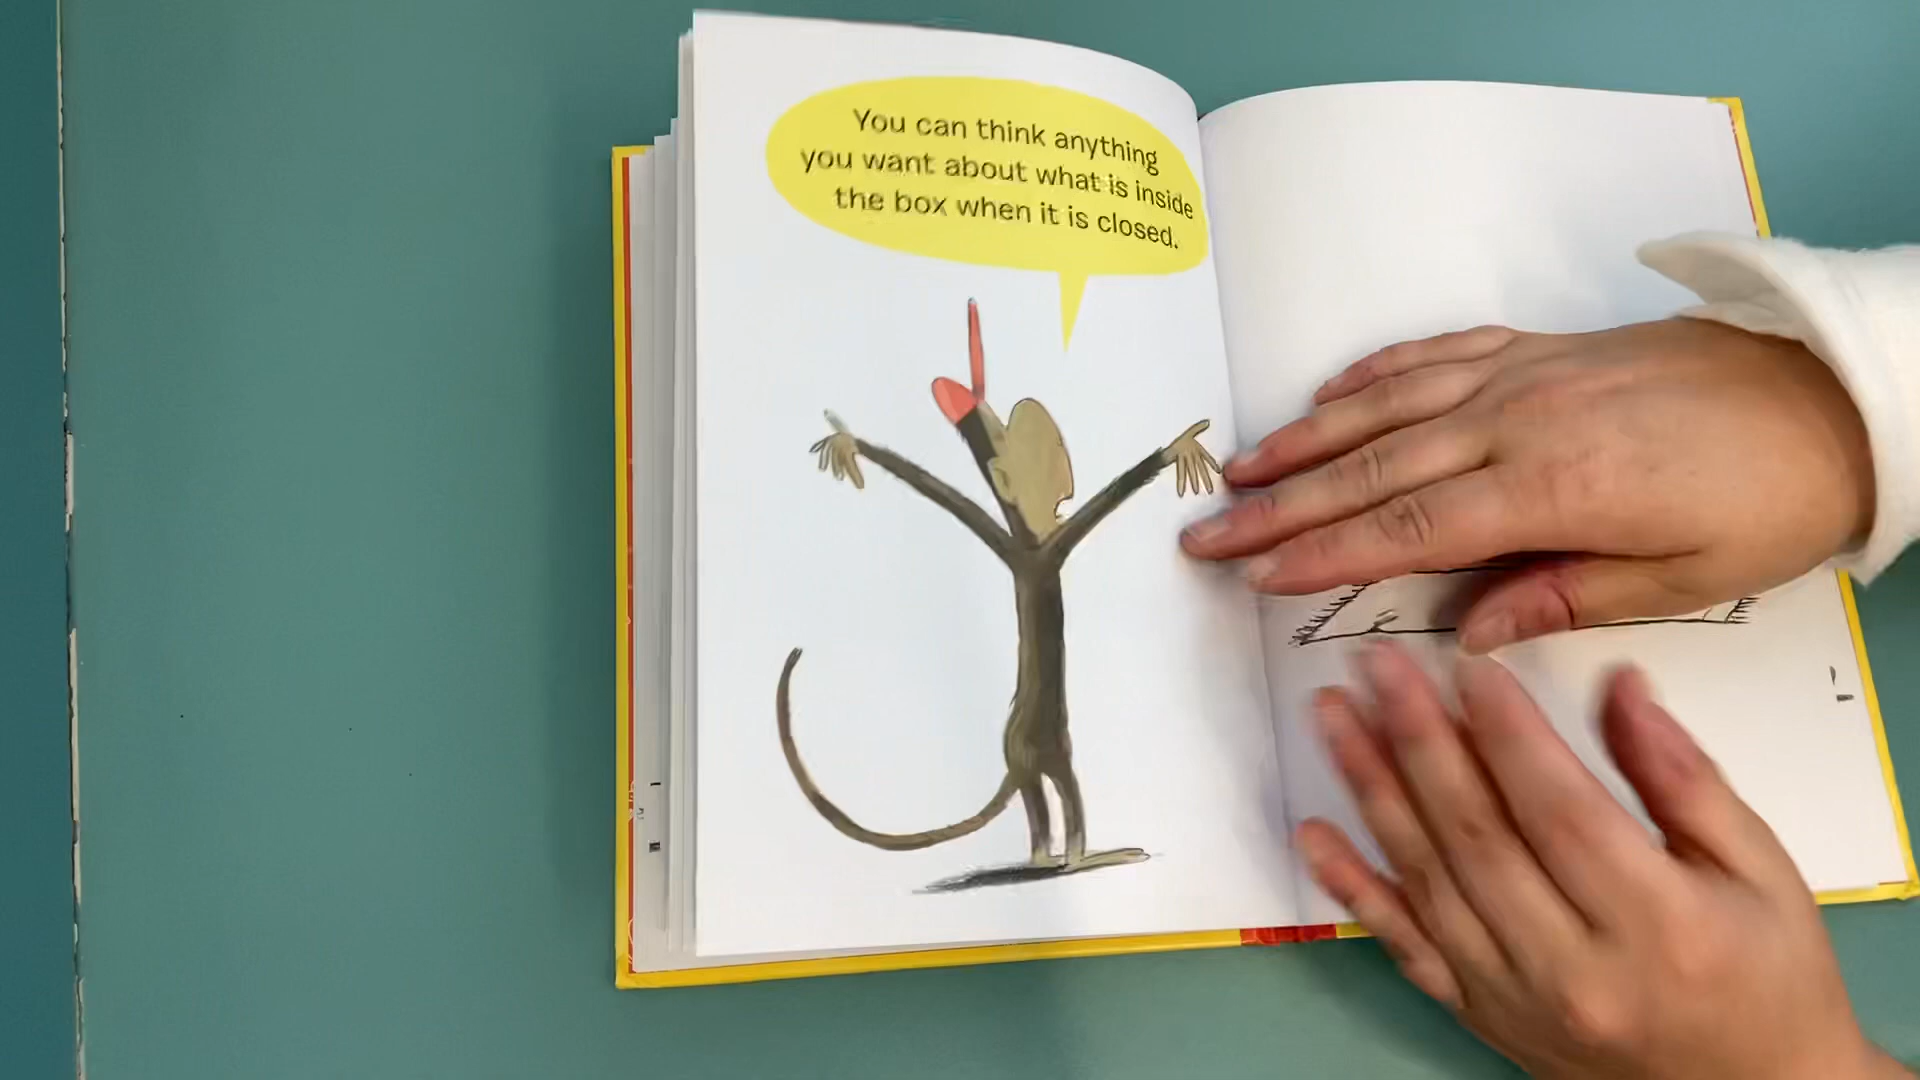 You can think anything
you want about what is inside
the box when it is closed.